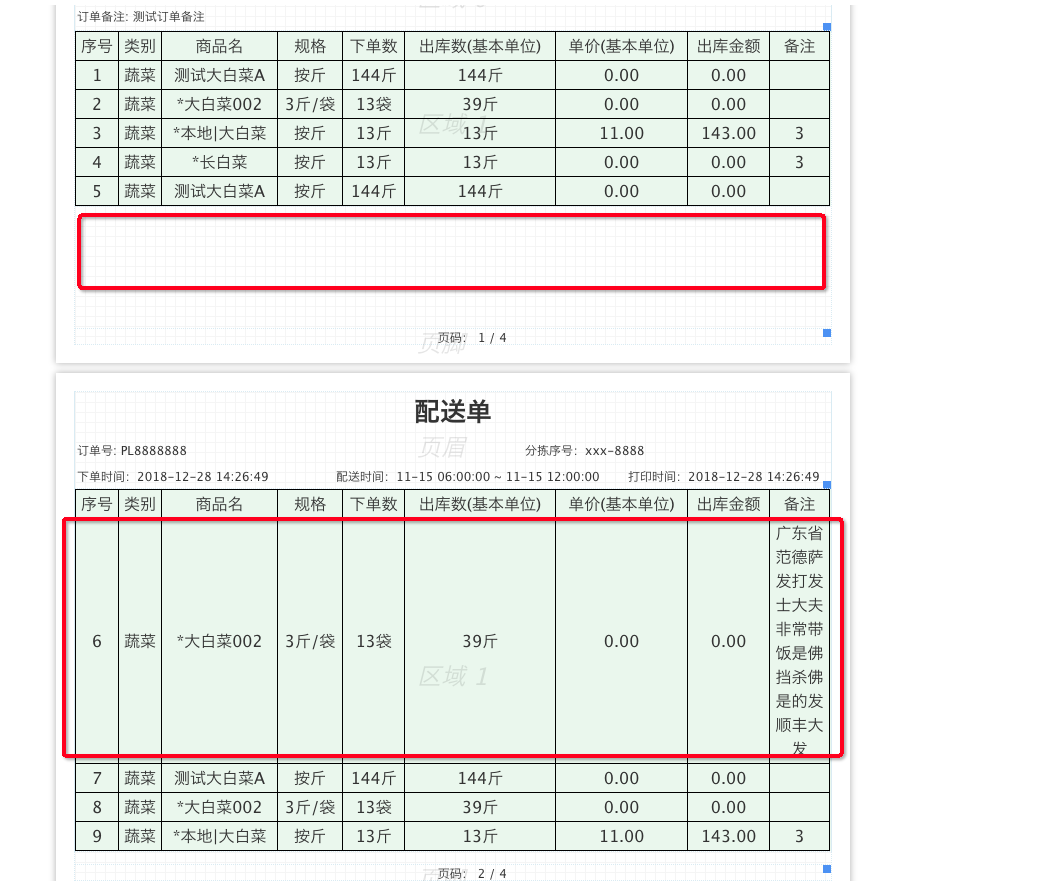 订单备注: 测试订单备注
序号 类别 商品名 规格 下单数 出库数(基本单位) 单价(基本单位) 出库金额 备注
1 蔬菜 测试大白菜A 按斤 144斤 144斤 0.00 0.00
2 蔬菜 *大白菜002 3斤/袋 13袋 39斤 0.00 0.00
区域 1
3 蔬菜 *本地|大白菜 按斤 13斤 13斤 11.00 143.00 3
4 蔬菜 *长白菜 按斤 13斤 13斤 0.00 0.00 3
5 蔬菜 测试大白菜A 按斤 144斤 144斤 0.00 0.00
页码: 1 / 4
页脚
配送单
页眉
订单号: PL8888888 分拣序号: xxx-8888
下单时间: 2018-12-28 14:26:49 配送时间: 11-15 06:00:00 ~ 11-15 12:00:00 打印时间: 2018-12-28 14:26:49
序号 类别 商品名 规格 下单数 出库数(基本单位) 单价(基本单位) 出库金额 备注
6 蔬菜 *大白菜002 3斤/袋 13袋 39斤 0.00 0.00
广东省
范德萨
发打发
士大夫
非常带
饭是佛
挡杀佛
是的发
顺丰大
发
区域 1
7 蔬菜 测试大白菜A 按斤 144斤 144斤 0.00 0.00
8 蔬菜 *大白菜002 3斤/袋 13袋 39斤 0.00 0.00
9 蔬菜 *本地|大白菜 按斤 13斤 13斤 11.00 143.00 3
页码: 2 / 4